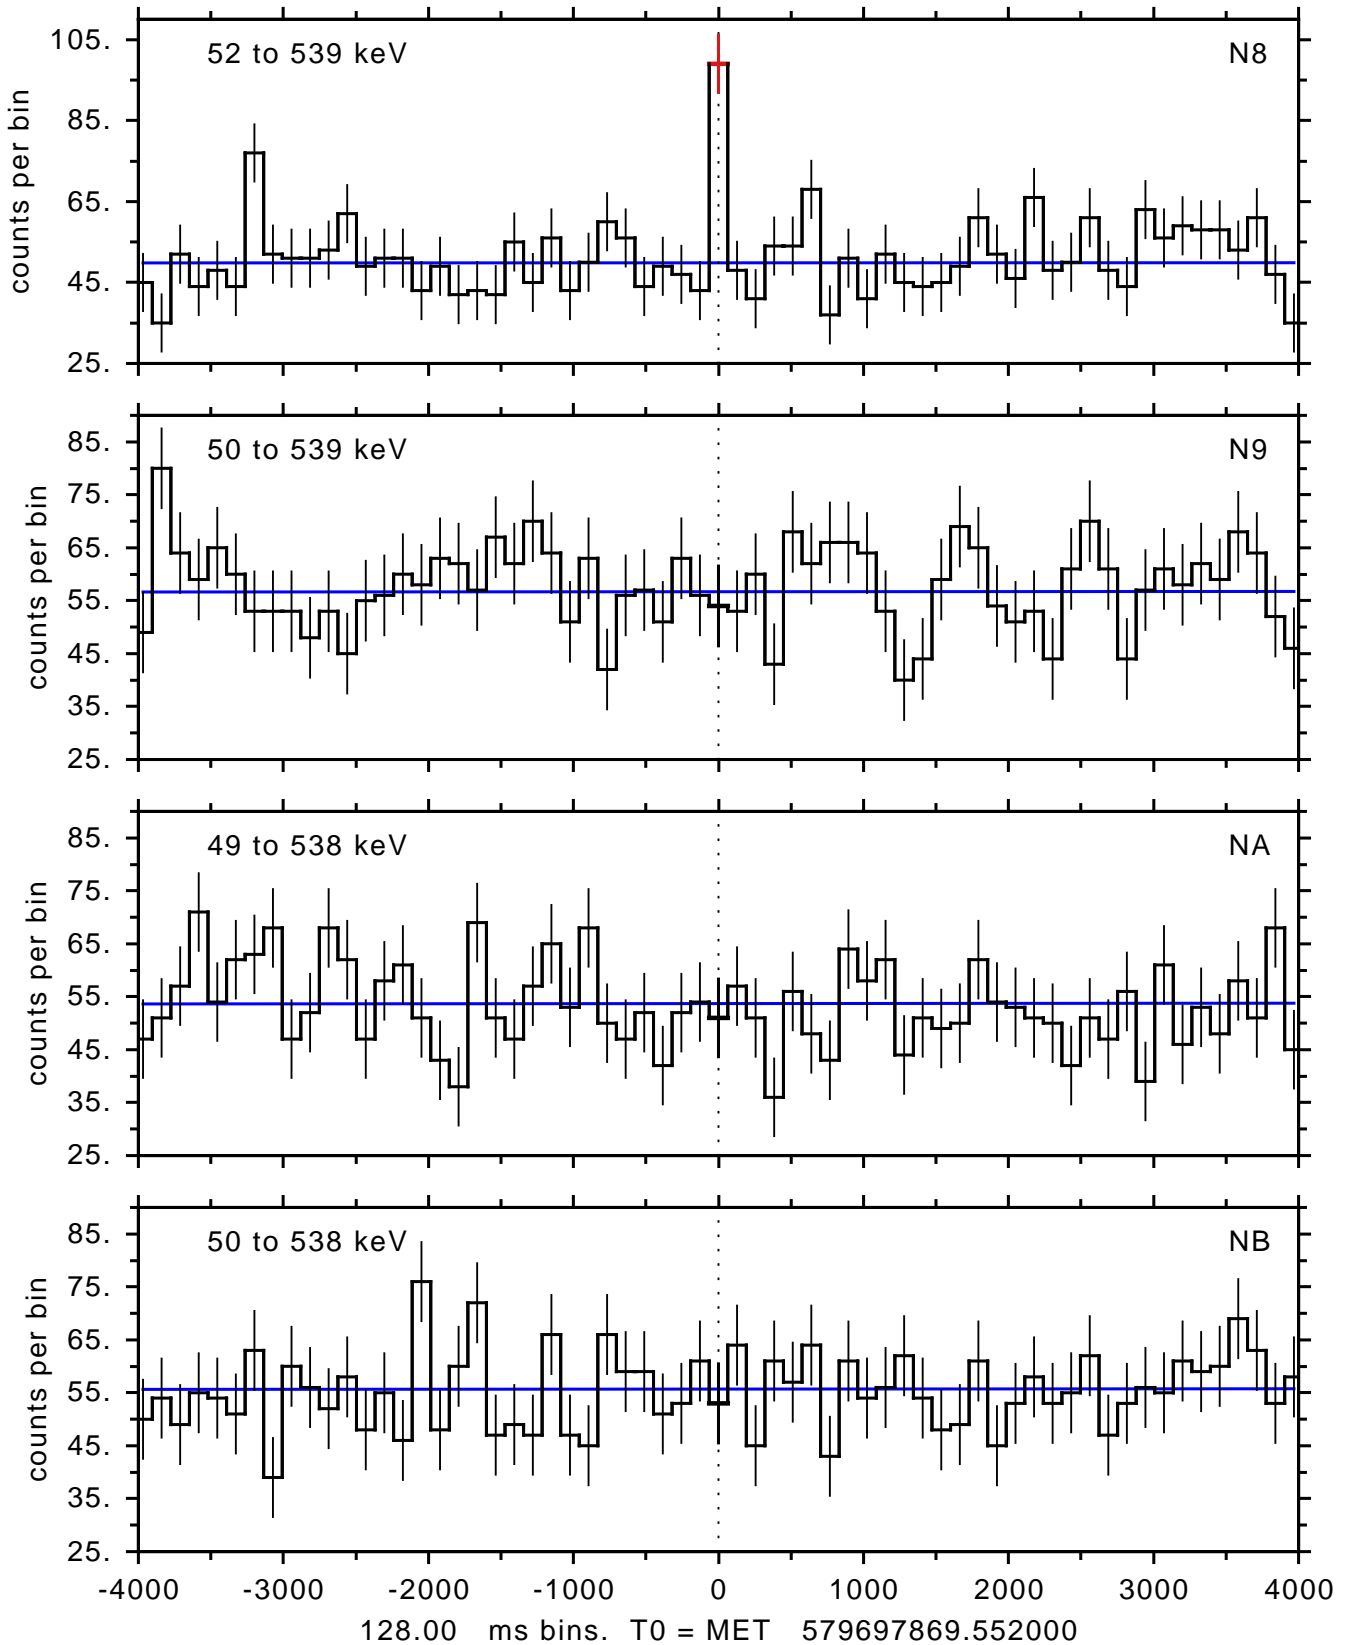 52 to 539 keV N8
105.
85.
65.
45.
25.
counts per bin
50 to 539 keV N9
85.
75.
65.
55.
45.
35.
25.
counts per bin
49 to 538 keV NA
85.
75.
65.
55.
45.
35.
25.
counts per bin
50 to 538 keV NB
85.
75.
65.
55.
45.
35.
25.
counts per bin
-4000 -3000 -2000 -1000 0 1000 2000 3000 4000
128.00 ms bins. T0 = MET 579697869.552000